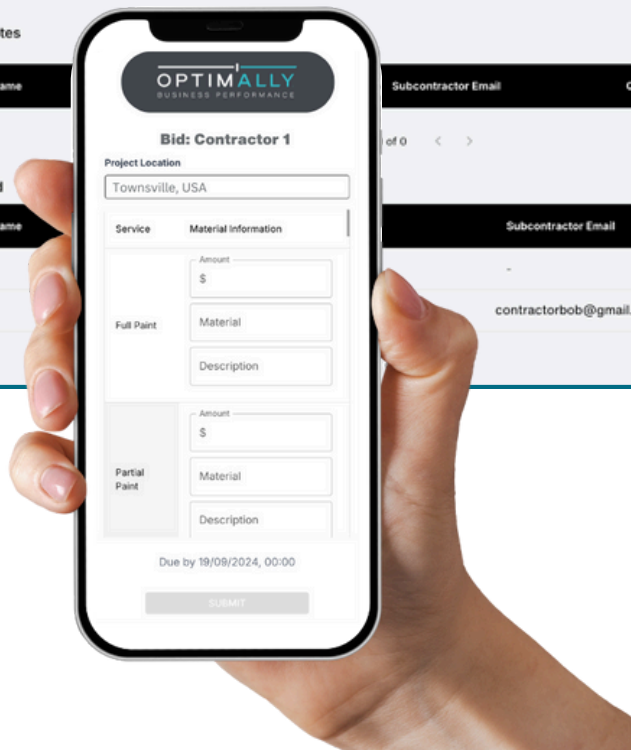 tes
ame
Subcontractor Email
of 0
OPTIMALLY
BUSINESS PERFORMANCE
Bid: Contractor 1
Project Location
Townsville, USA
Service
Material Information
Amount
$
Full Paint
Material
Description
Amount
$
Partial
Paint
Material
Description
Due by 19/09/2024, 00:00
SUBMIT
ame
Subcontractor Email
-
contractorbob@gmail.